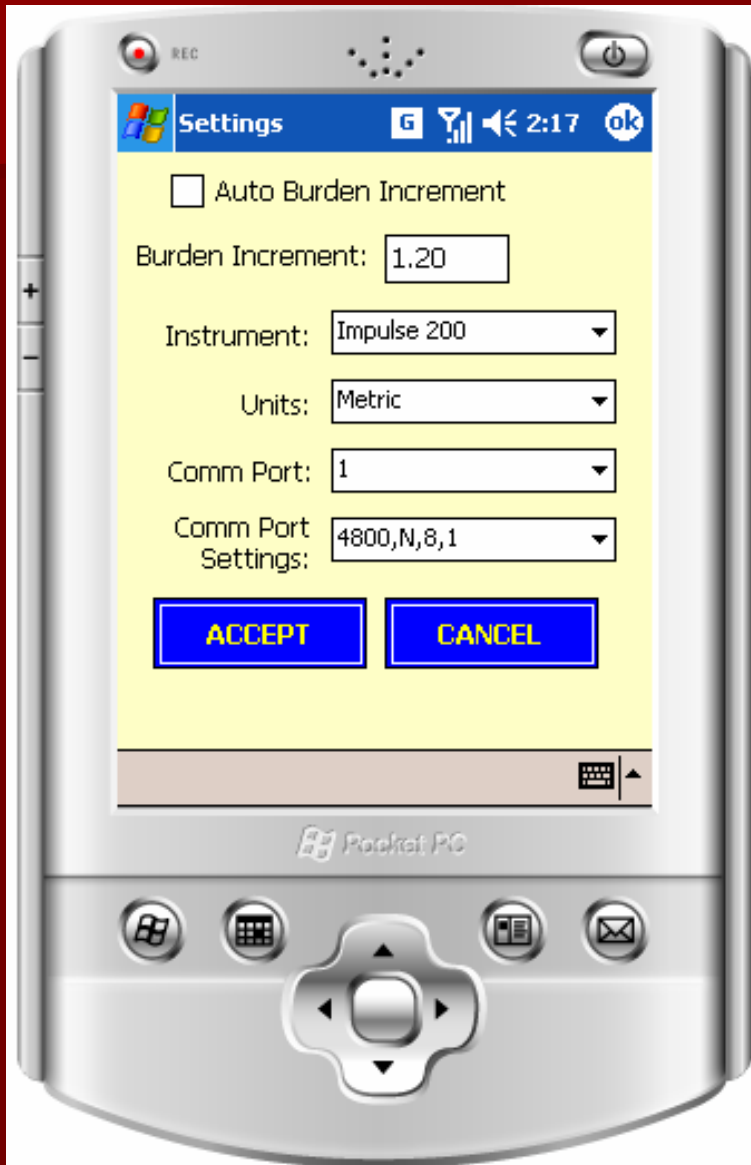 REC
Settings G 2:17 ok
Auto Burden Increment
Burden Increment: 1.20
Instrument: Impulse 200
Units: Metric
Comm Port: 1
Comm Port
Settings: 4800,N,8,1
ACCEPT CANCEL
Pocket PC